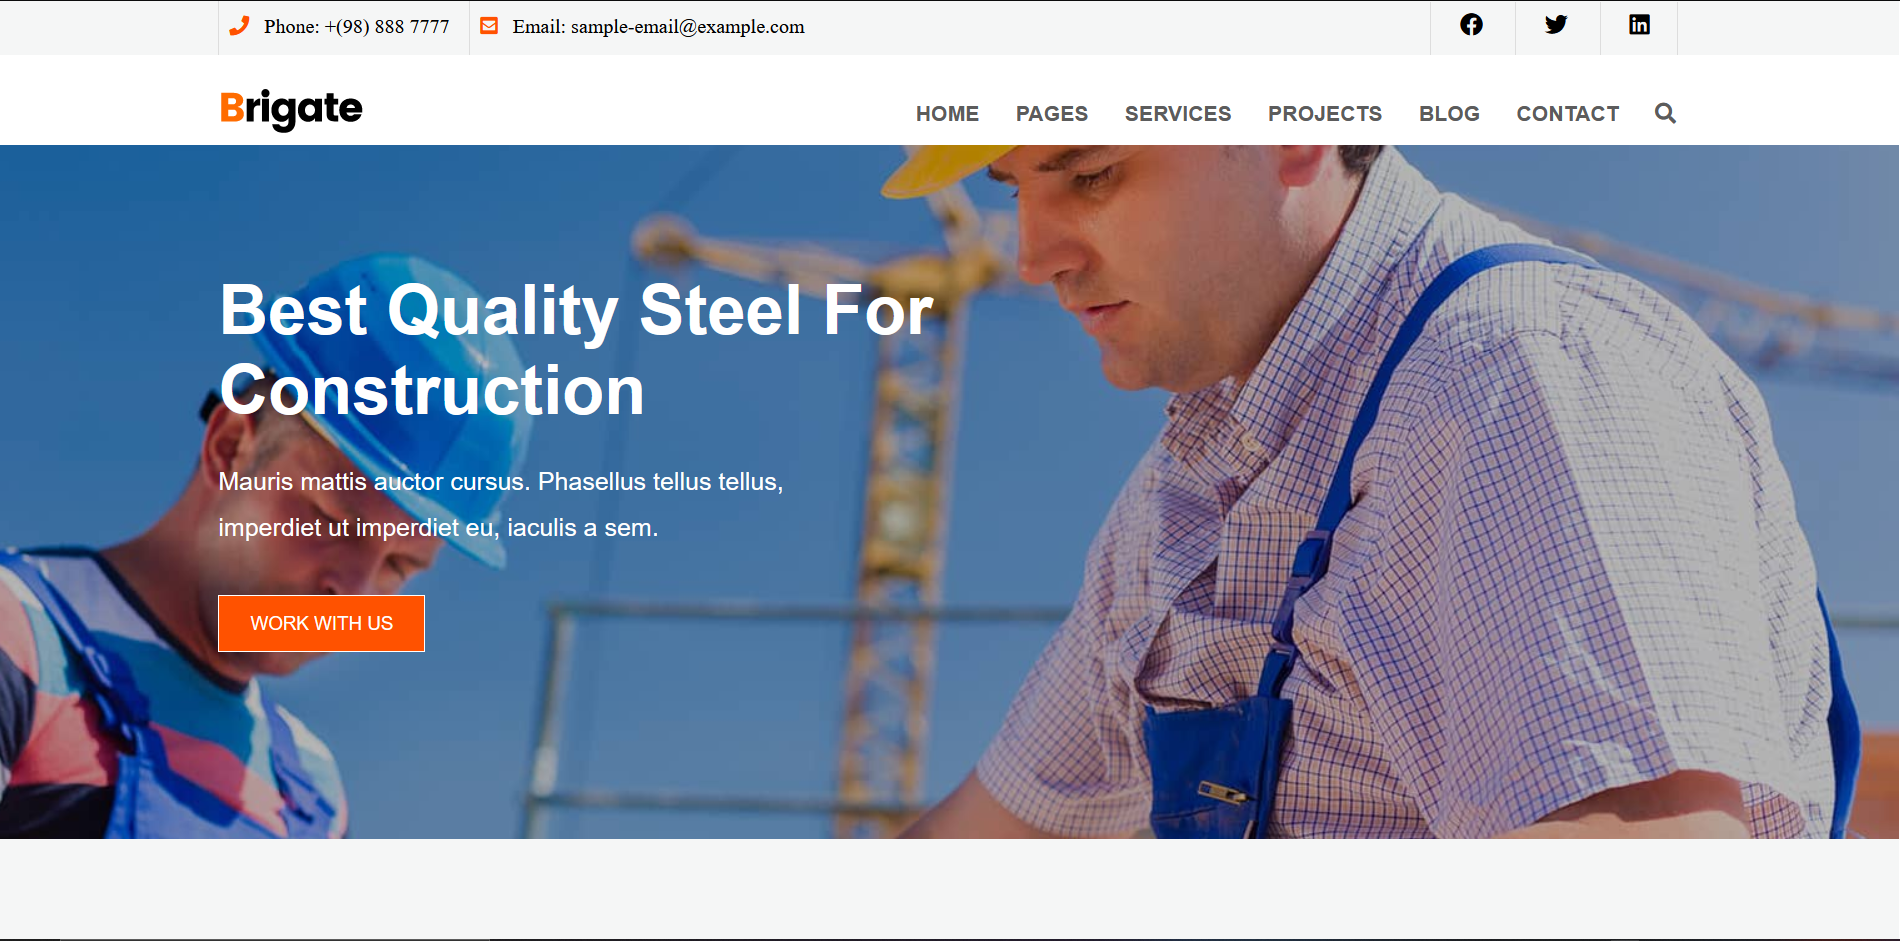 Phone: +(98) 888 7777
Email: sample-email@example.com
Brigate
HOME PAGES SERVICES PROJECTS BLOG CONTACT
Best Quality Steel For
Construction
Mauris mattis auctor cursus. Phasellus tellus tellus,
imperdiet ut imperdiet eu, iaculis a sem.
WORK WITH US